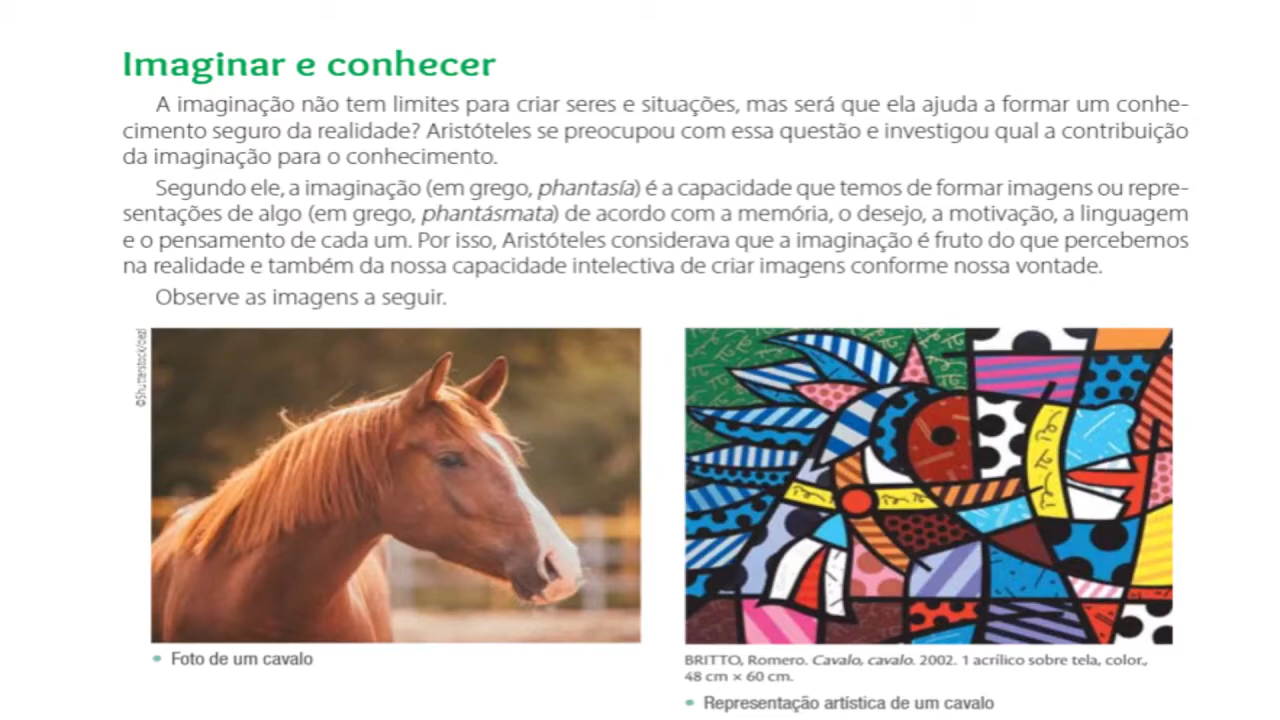 Imaginar e conhecer
A imaginação não tem limites para criar seres e situações, mas será que ela ajuda a formar um conhe-
cimento seguro da realidade? Aristóteles se preocupou com essa questão e investigou qual a contribuição
da imaginação para o conhecimento.
Segundo ele, a imaginação (em grego, phantasía) é a capacidade que temos de formar imagens ou repre-
sentações de algo (em grego, phantásmata) de acordo com a memória, o desejo, a motivação, a linguagem
e o pensamento de cada um. Por isso, Aristóteles considerava que a imaginação é fruto do que percebemos
na realidade e também da nossa capacidade intelectiva de criar imagens conforme nossa vontade.
Observe as imagens a seguir.
• Foto de um cavalo
BRITTO, Romero. Cavalo, cavalo. 2002. 1 acrílico sobre tela, color.,
48 cm × 60 cm.
• Representação artística de um cavalo